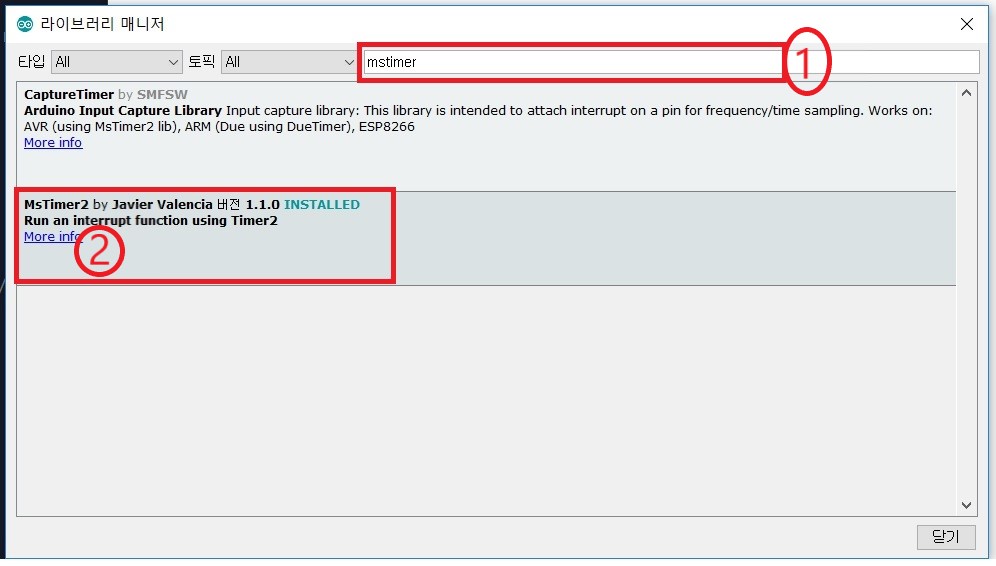 라이브러리 매니저
타입 All 토픽 All mstimer 1
CaptureTimer by SMFSW
Arduino Input Capture Library Input capture library: This library is intended to attach interrupt on a pin for frequency/time sampling. Works on:
AVR (using MsTimer2 lib), ARM (Due using DueTimer), ESP8266
More info
MsTimer2 by Javier Valencia 버전 1.1.0 INSTALLED
Run an interrupt function using Timer2
More info
2
닫기